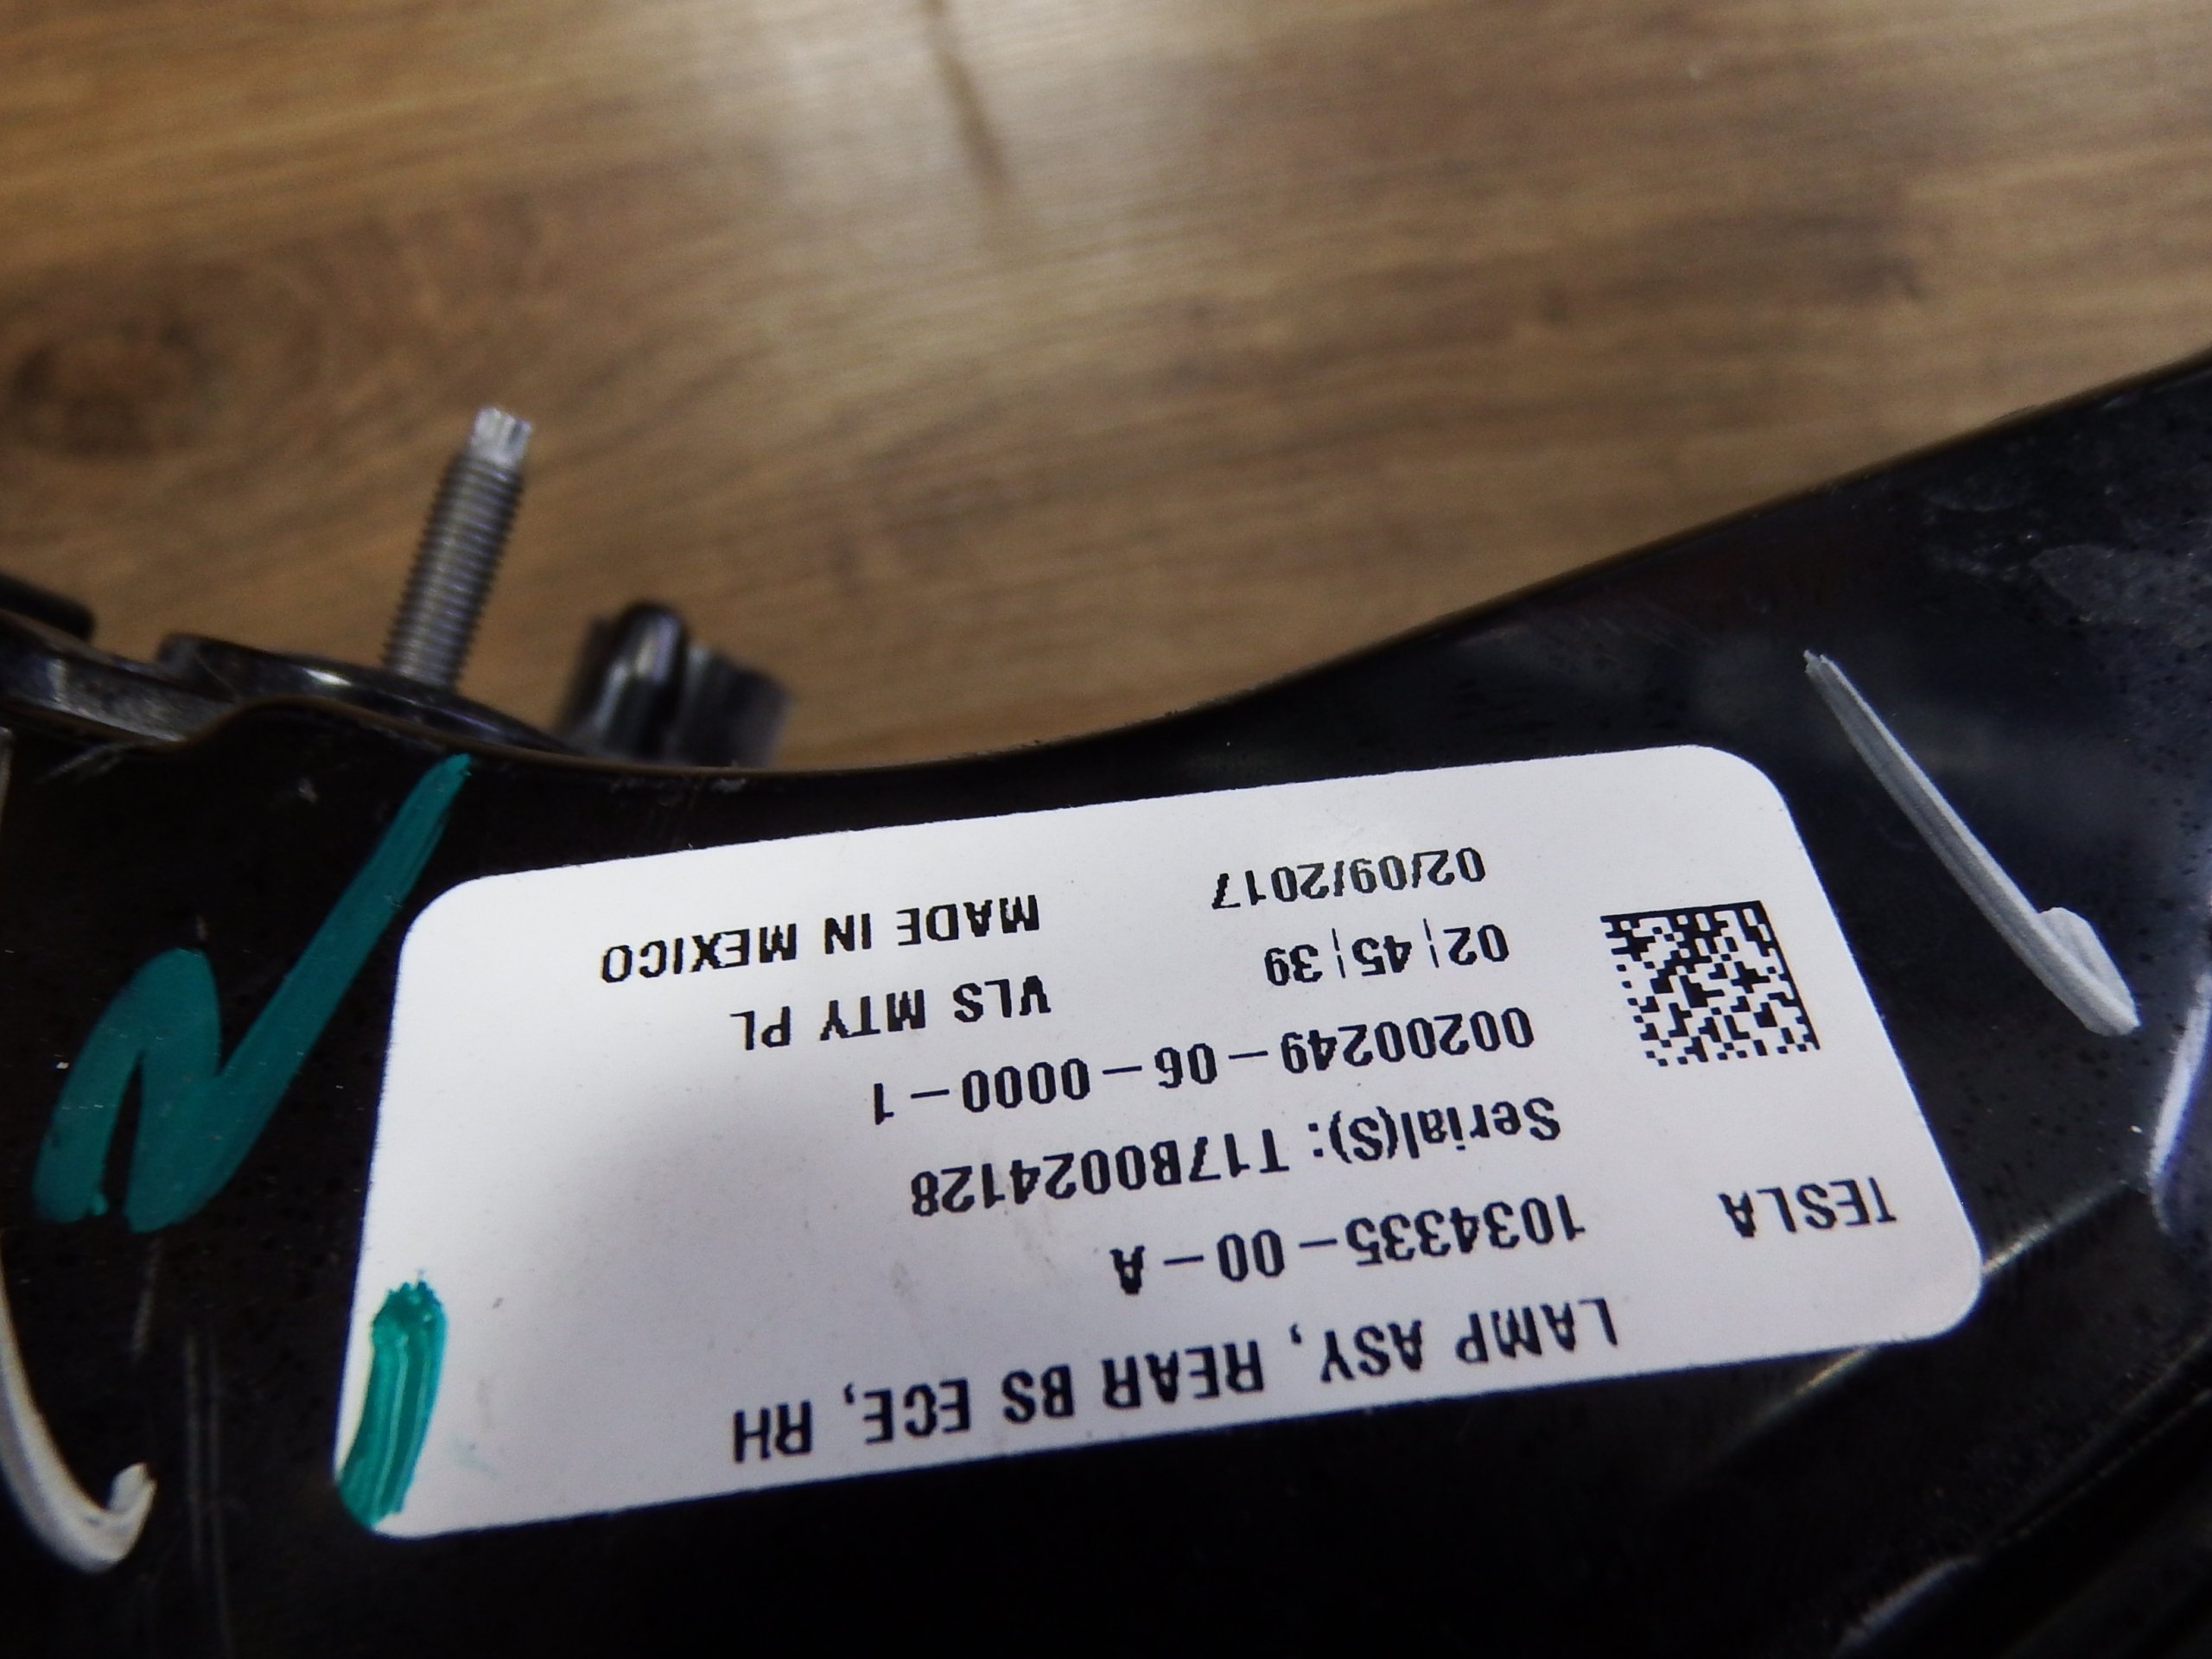 LAMP ASY, REAR BS ECE, RH
TESLA 1034335-00-A
Serial(S): T17B0024128
00200249-06-0000-1
02:45:39 VLS MTY PL
02/09/2017 MADE IN MEXICO